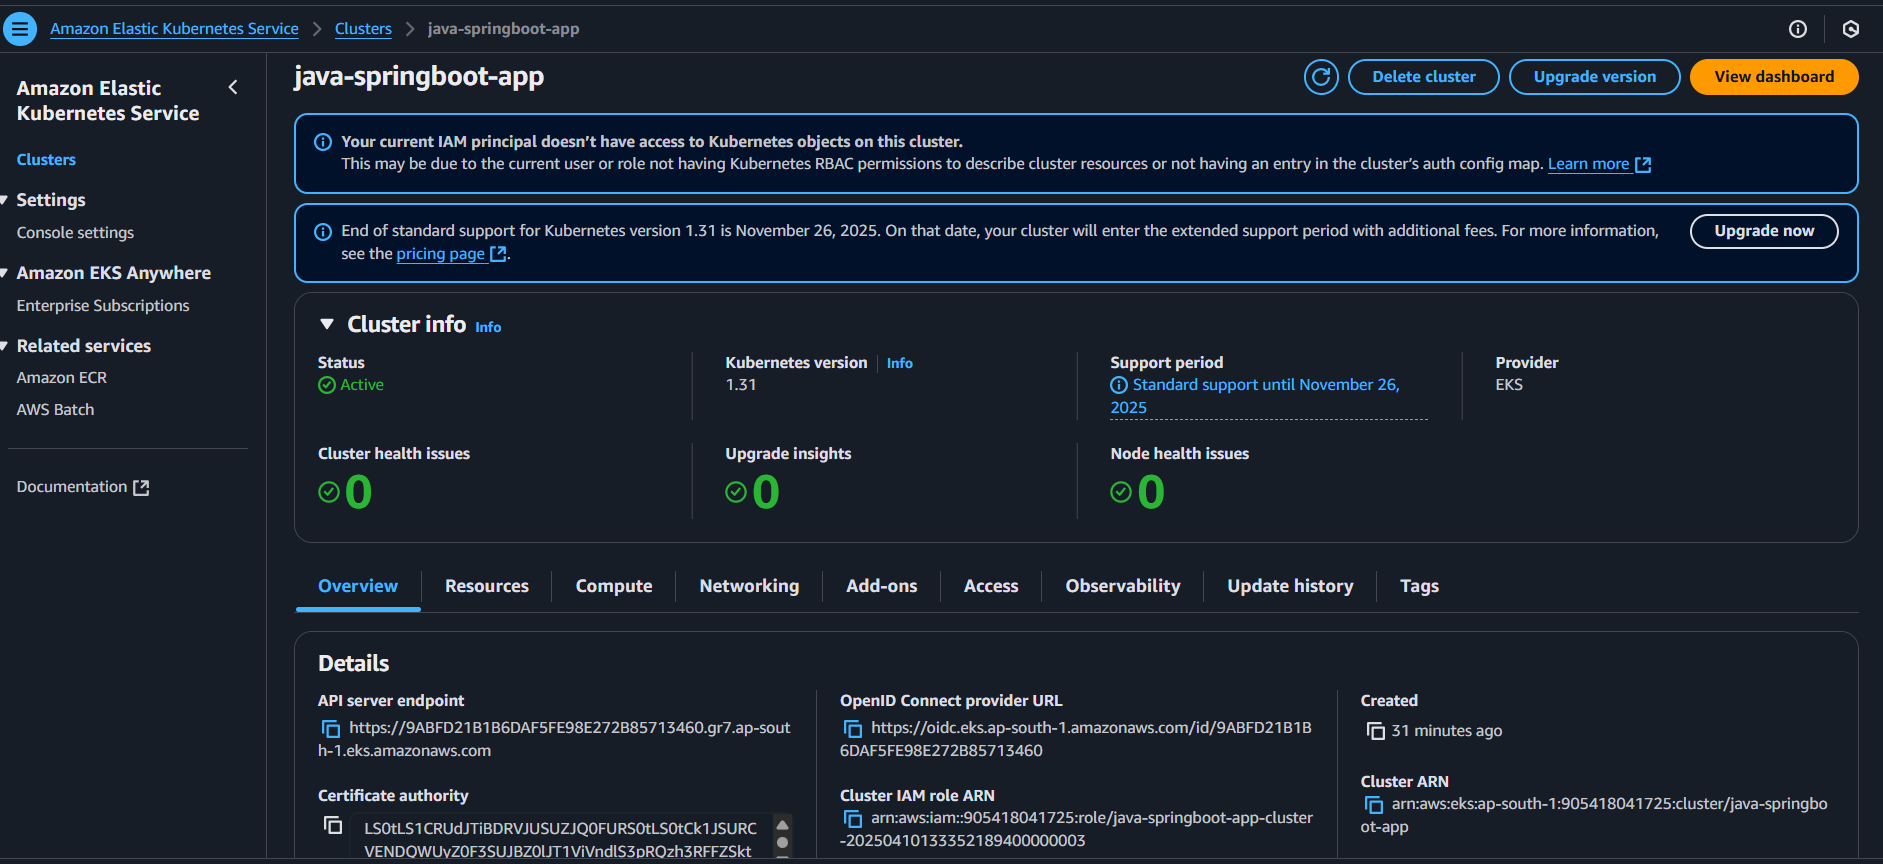 Amazon Elastic Kubernetes Service > Clusters > java-springboot-app
Amazon Elastic
Kubernetes Service
Clusters
Settings
Console settings
Amazon EKS Anywhere
Enterprise Subscriptions
Related services
Amazon ECR
AWS Batch
Documentation
java-springboot-app
Delete cluster
Upgrade version
View dashboard
Your current IAM principal doesn't have access to Kubernetes objects on this cluster.
This may be due to the current user or role not having Kubernetes RBAC permissions to describe cluster resources or not having an entry in the cluster's auth config map. Learn more
End of standard support for Kubernetes version 1.31 is November 26, 2025. On that date, your cluster will enter the extended support period with additional fees. For more information,
see the pricing page.
Upgrade now
Cluster info Info
Status
Active
Kubernetes version Info
1.31
Support period
Standard support until November 26,
2025
Provider
EKS
Cluster health issues
0
Upgrade insights
0
Node health issues
0
Overview
Resources
Compute
Networking
Add-ons
Access
Observability
Update history
Tags
Details
API server endpoint
https://9ABFD21B1B6DAF5FE98E272B85713460.gr7.ap-sout
h-1.eks.amazonaws.com
Certificate authority
LS0tLS1CRUdJTiBDRVJUSUZJQ0FURS0tLS0tCk1JSURC
VENDQWUyZ0F3SUJBZ0lJT1ViVndlS3pRQzh3RFFZSkt
OpenID Connect provider URL
https://oidc.eks.ap-south-1.amazonaws.com/id/9ABFD21B1B
6DAF5FE98E272B85713460
Cluster IAM role ARN
arn:aws:iam::905418041725:role/java-springboot-app-cluster
-20250410133352189400000003
Created
31 minutes ago
Cluster ARN
arn:aws:eks:ap-south-1:905418041725:cluster/java-springbo
ot-app